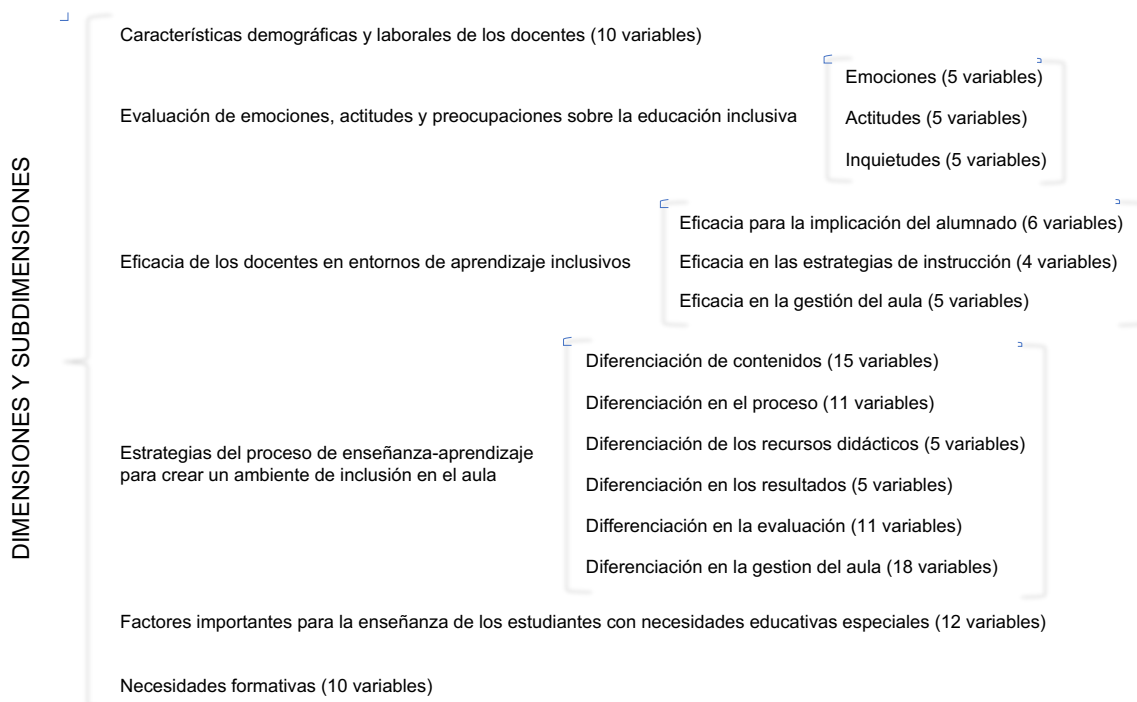 DIMENSIONES Y SUBDIMENSIONES
Características demográficas y laborales de los docentes (10 variables)
Evaluación de emociones, actitudes y preocupaciones sobre la educación inclusiva
Emociones (5 variables)
Actitudes (5 variables)
Inquietudes (5 variables)
Eficacia de los docentes en entornos de aprendizaje inclusivos
Eficacia para la implicación del alumnado (6 variables)
Eficacia en las estrategias de instrucción (4 variables)
Eficacia en la gestión del aula (5 variables)
Estrategias del proceso de enseñanza-aprendizaje
para crear un ambiente de inclusión en el aula
Diferenciación de contenidos (15 variables)
Diferenciación en el proceso (11 variables)
Diferenciación de los recursos didácticos (5 variables)
Diferenciación en los resultados (5 variables)
Differenciación en la evaluación (11 variables)
Diferenciación en la gestion del aula (18 variables)
Factores importantes para la enseñanza de los estudiantes con necesidades educativas especiales (12 variables)
Necesidades formativas (10 variables)